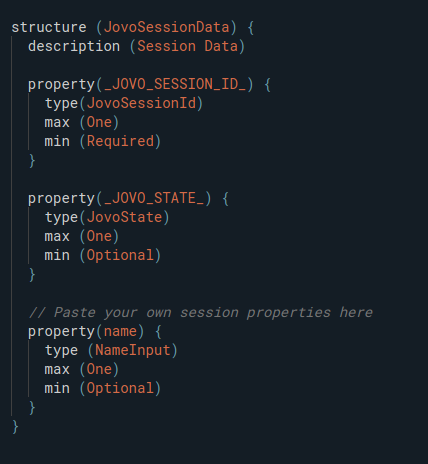 structure (JovoSessionData) {
description (Session Data)
property(_JOVO_SESSION_ID_) {
type(JovoSessionId)
max (One)
min (Required)
}
property(_JOVO_STATE_) {
type(JovoState)
max (One)
min (Optional)
}
// Paste your own session properties here
property(name) {
type (NameInput)
max (One)
min (Optional)
}
}